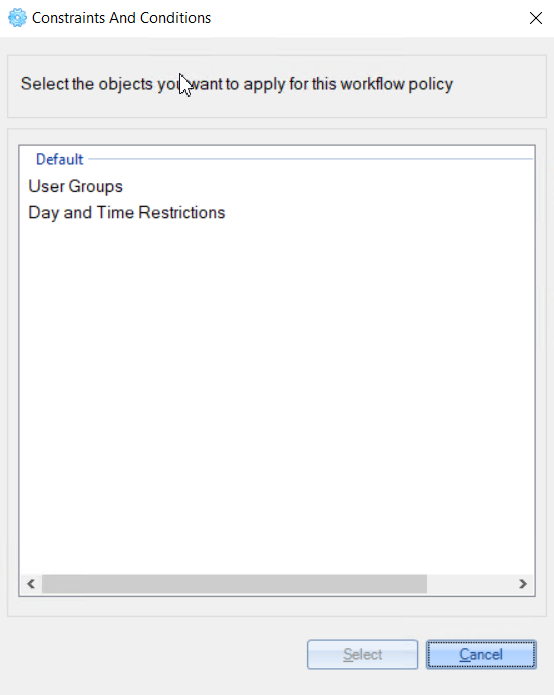 Constraints And Conditions
Select the objects you want to apply for this workflow policy
Default
User Groups
Day and Time Restrictions
Select
Cancel